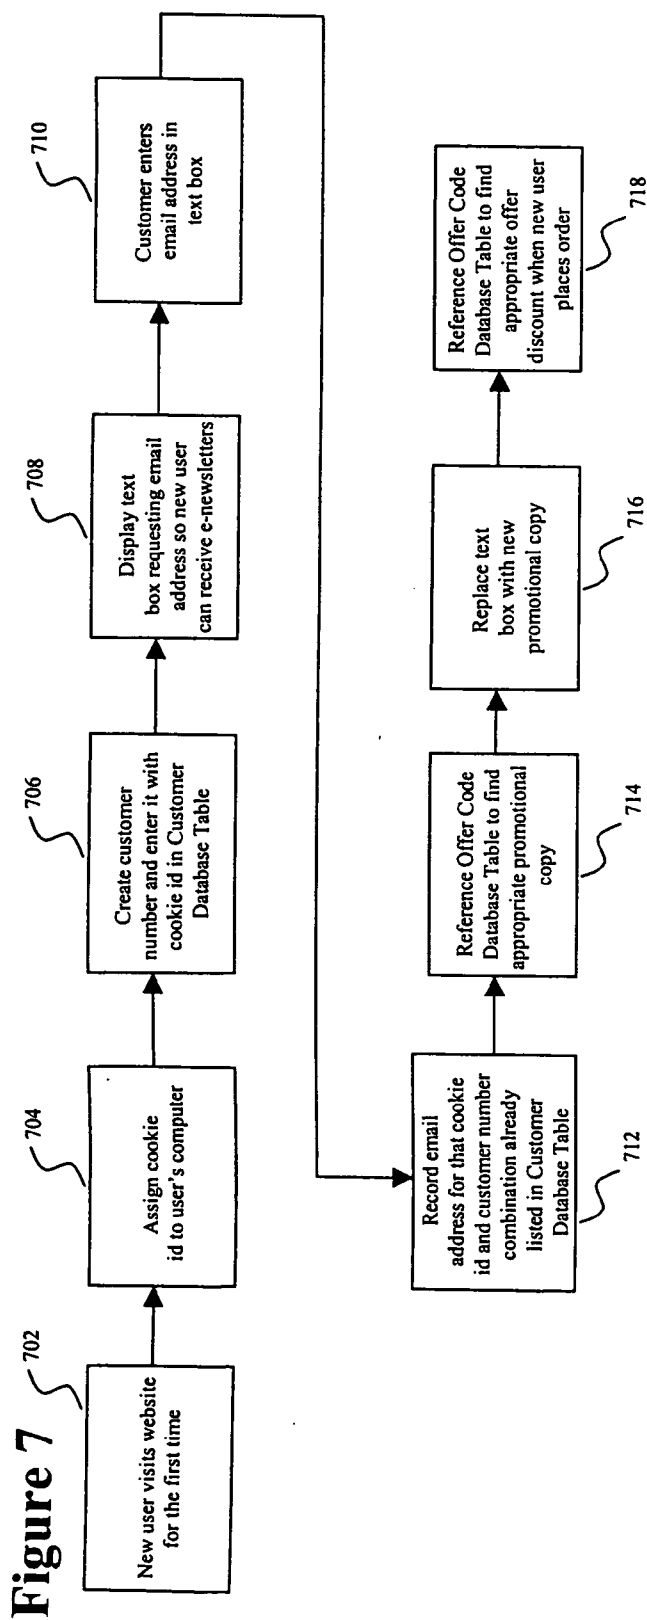 Figure 7
702
New user visits website
for the first time
704
Assign cookie
id to user's computer
706
Create customer
number and enter it with
cookie id in Customer
Database Table
708
Display text
box requesting email
address so new user
can receive e-newsletters
710
Customer enters
email address in
text box
Record email
address for that cookie
id and customer number
combination already
listed in Customer
Database Table
712
Reference Offer Code
Database Table to find
appropriate promotional
copy
714
Replace text
box with new
promotional copy
716
Reference Offer Code
Database Table to find
appropriate offer
discount when new user
places order
718